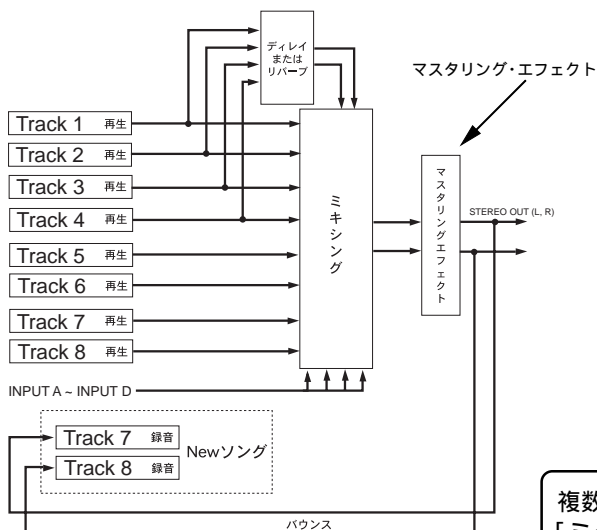 ディレイ
または
リバーブ
マスタリング・エフェクト
Track 1 再生
Track 2 再生
Track 3 再生
Track 4 再生
Track 5 再生
Track 6 再生
Track 7 再生
Track 8 再生
ミキシング
マスタリングエフェクト
STEREO OUT (L, R)
INPUT A ~ INPUT D
Track 7 録音
Track 8 録音
Newソング
バウンス
複数